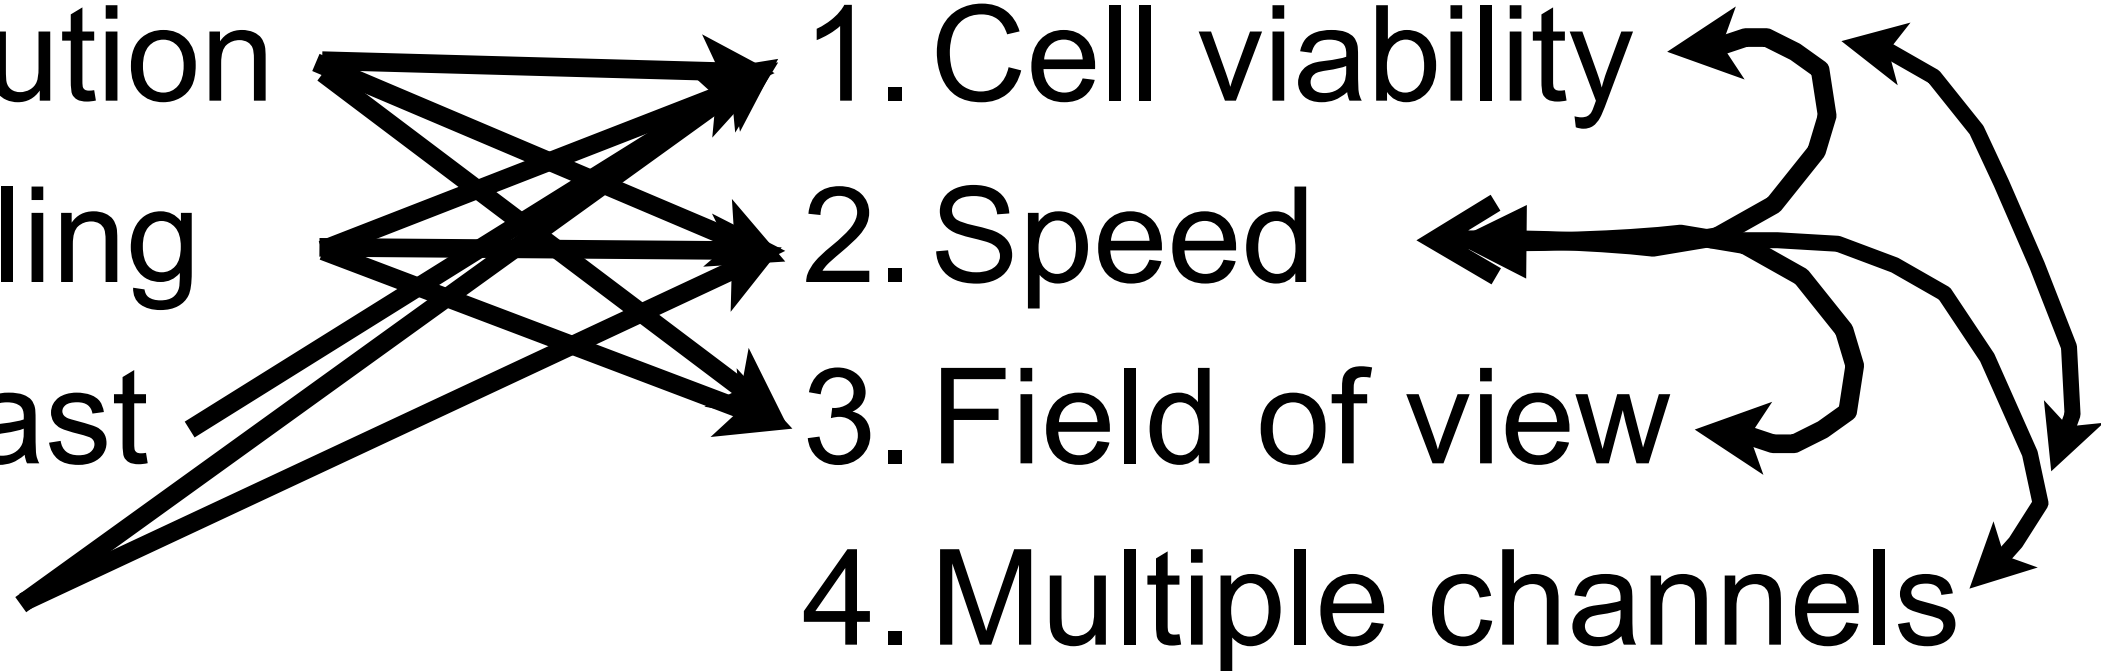 ution 1. Cell viability
ling 2. Speed
ast 3. Field of view
4. Multiple channels